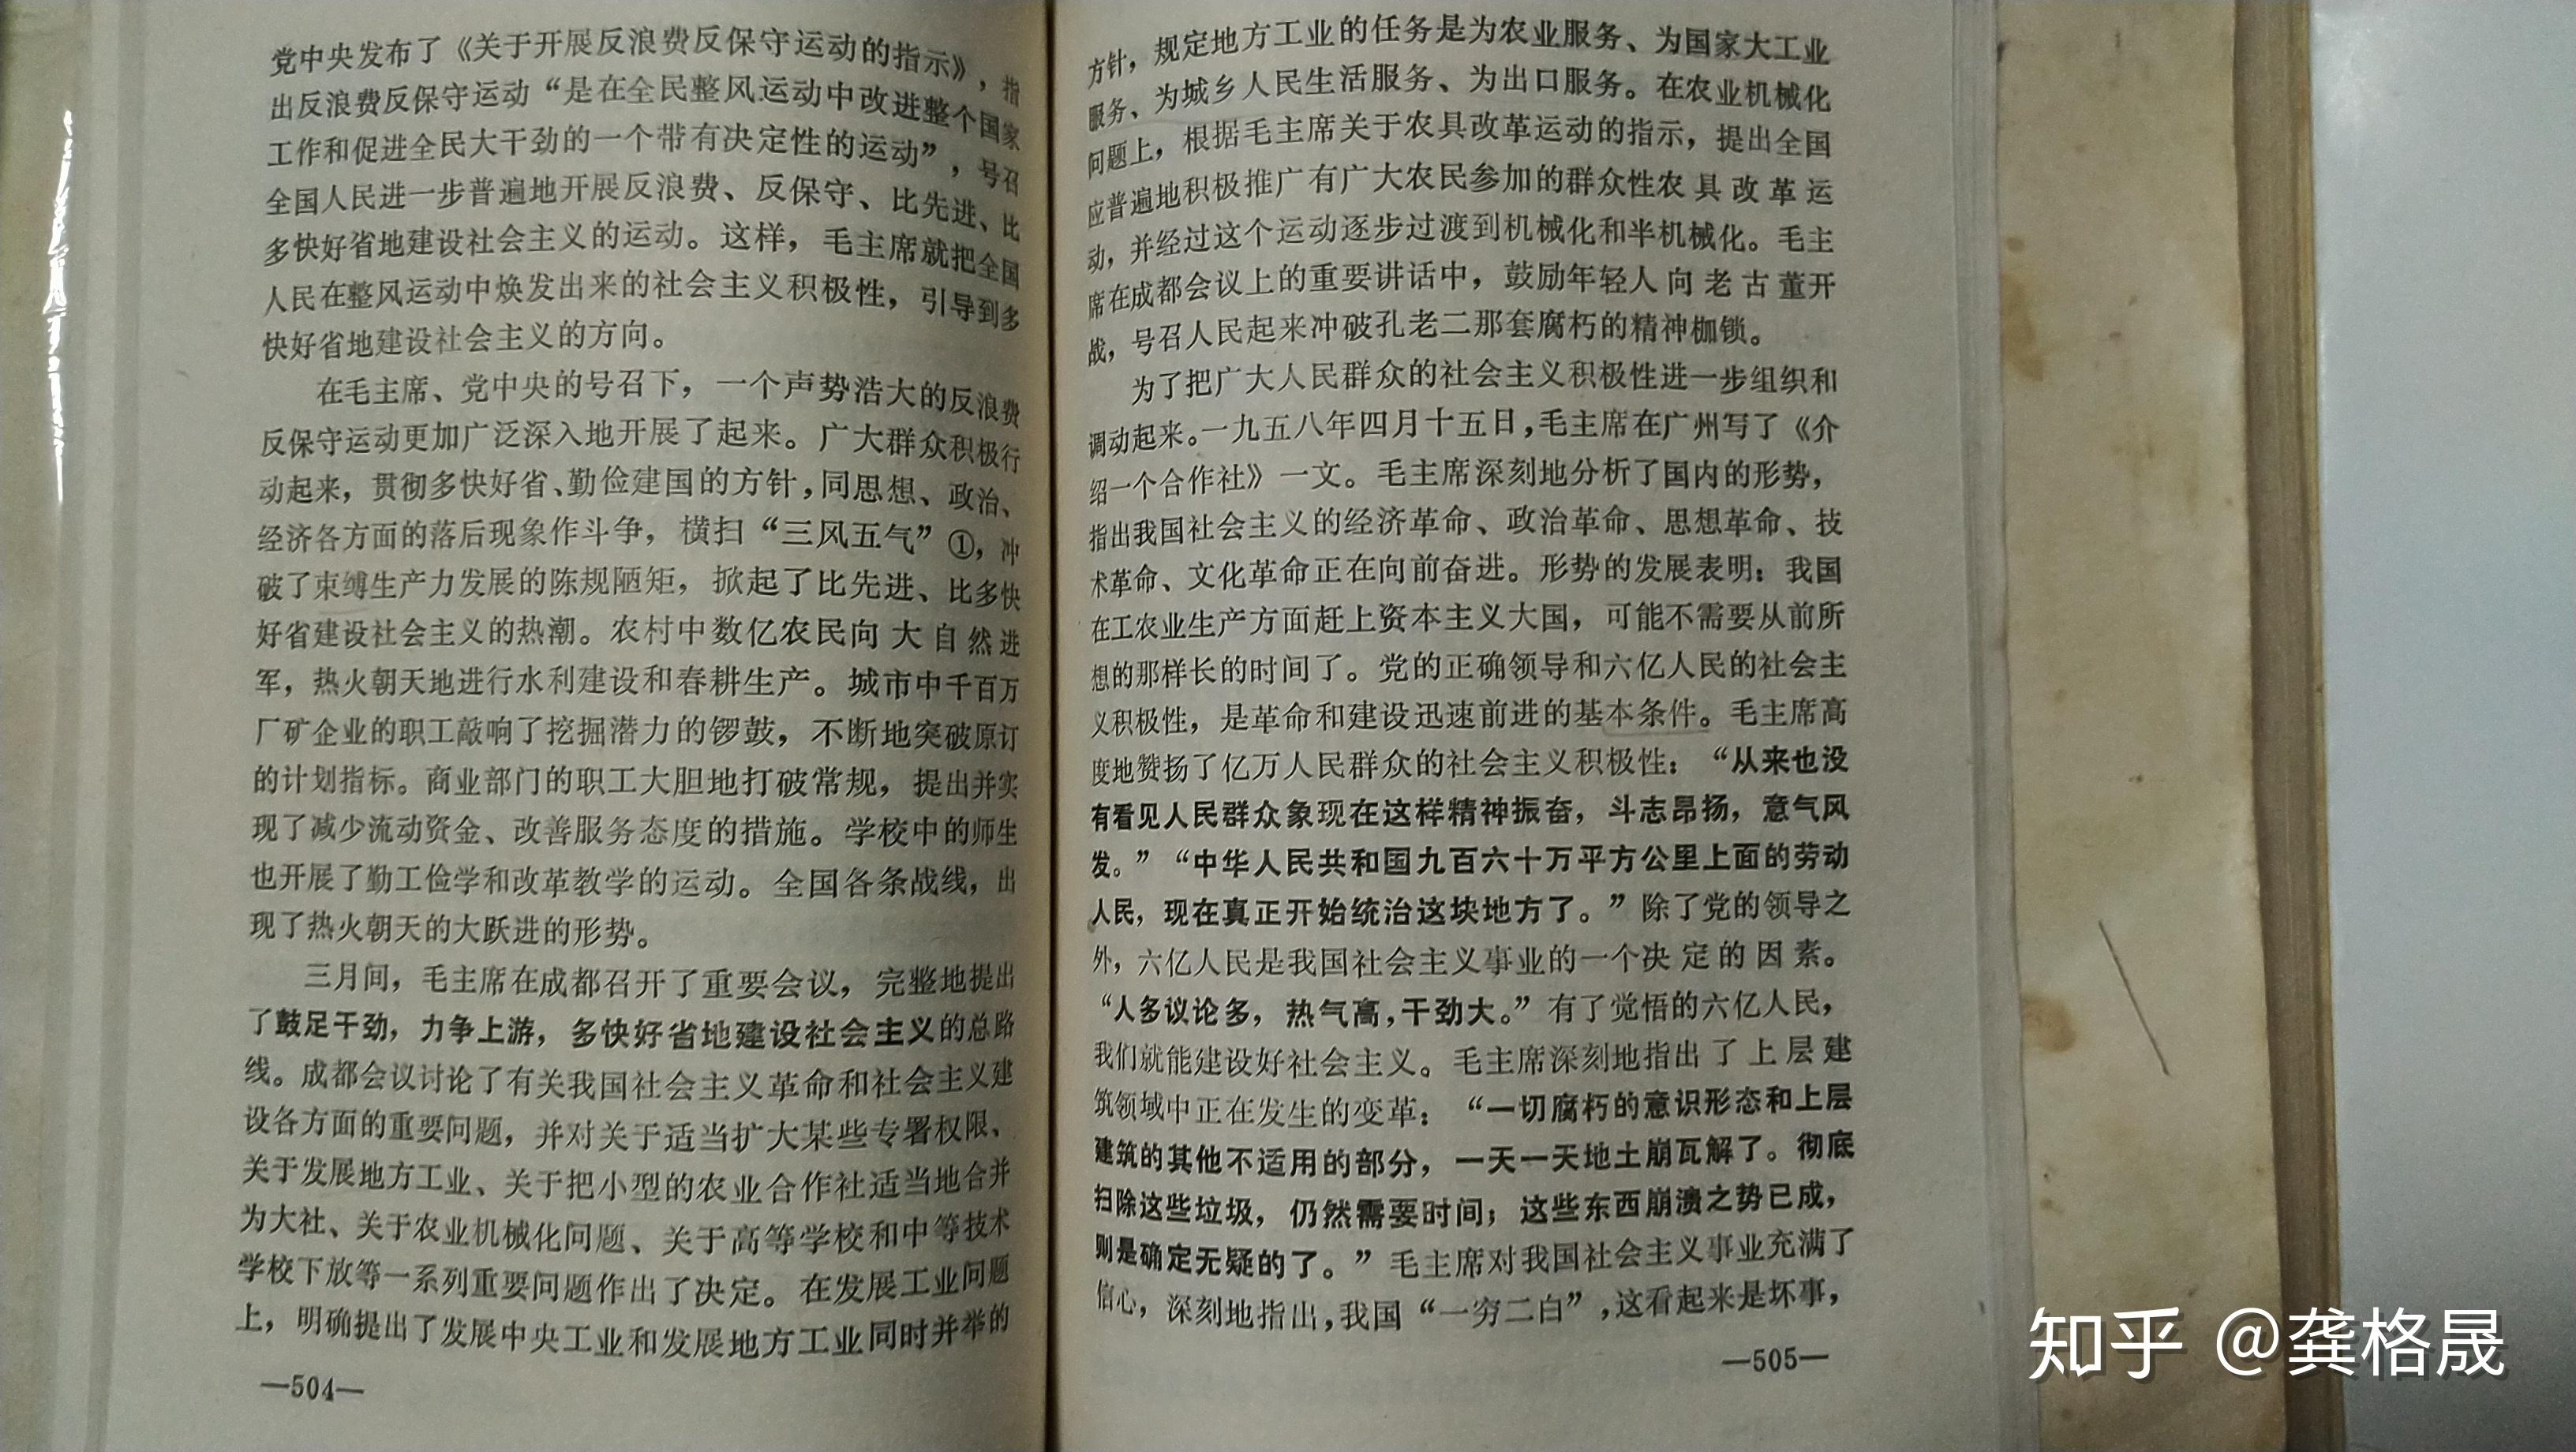 党中央发布了《关于开展反浪费反保守运动的指示》，指
出反浪费反保守运动“是在全民整风运动中改进整个国家
工作和促进全民大干劲的一个带有决定性的运动”，号召
全国人民进一步普遍地开展反浪费、反保守、比先进、比
多快好省地建设社会主义的运动。这样，毛主席就把全国
人民在整风运动中焕发出来的社会主义积极性，引导到多
快好省地建设社会主义的方向。
在毛主席、党中央的号召下，一个声势浩大的反浪费
反保守运动更加广泛深入地开展了起来。广大群众积极行
动起来，贯彻多快好省、勤俭建国的方针，同思想、政治、
经济各方面的落后现象作斗争，横扫“三风五气”①，冲
破了束缚生产力发展的陈规陋矩，掀起了比先进、比多快
好省建设社会主义的热潮。农村中数亿农民向大自然进
军，热火朝天地进行水利建设和春耕生产。城市中千百万
厂矿企业的职工敲响了挖掘潜力的锣鼓，不断地突破原订
的计划指标。商业部门的职工大胆地打破常规，提出并实
现了减少流动资金、改善服务态度的措施。学校中的师生
也开展了勤工俭学和改革教学的运动。全国各条战线，出
现了热火朝天的大跃进的形势。
三月间，毛主席在成都召开了重要会议，完整地提出
了鼓足干劲，力争上游，多快好省地建设社会主义的总路
线。成都会议讨论了有关我国社会主义革命和社会主义建
设各方面的重要问题，并对关于适当扩大某些专署权限、
关于发展地方工业、关于把小型的农业合作社适当地合并
为大社、关于农业机械化问题、关于高等学校和中等技术
学校下放等一系列重要问题作出了决定。在发展工业问题
上，明确提出了发展中央工业和发展地方工业同时并举的
—504—
方针，规定地方工业的任务是为农业服务、为国家大工业
服务、为城乡人民生活服务、为出口服务。在农业机械化
问题上，根据毛主席关于农具改革运动的指示，提出全国
应普遍地积极推广有广大农民参加的群众性农具改革运
动，并经过这个运动逐步过渡到机械化和半机械化。毛主
席在成都会议上的重要讲话中，鼓励年轻人向老古董开
战，号召人民起来冲破孔老二那套腐朽的精神枷锁。
为了把广大人民群众的社会主义积极性进一步组织和
调动起来。一九五八年四月十五日，毛主席在广州写了《介
绍一个合作社》一文。毛主席深刻地分析了国内的形势，
指出我国社会主义的经济革命、政治革命、思想革命、技
术革命、文化革命正在向前奋进。形势的发展表明：我国
在工农业生产方面赶上资本主义大国，可能不需要从前所
想的那样长的时间了。党的正确领导和六亿人民的社会主
义积极性，是革命和建设迅速前进的基本条件。毛主席高
度地赞扬了亿万人民群众的社会主义积极性：“从来也没
有看见人民群众象现在这样精神振奋，斗志昂扬，意气风
发。”“中华人民共和国九百六十万平方公里上面的劳动
人民，现在真正开始统治这块地方了。”除了党的领导之
外，六亿人民是我国社会主义事业的一个决定的因素。
“人多议论多，热气高，干劲大。”有了觉悟的六亿人民，
我们就能建设好社会主义。毛主席深刻地指出了上层建
筑领域中正在发生的变革：“一切腐朽的意识形态和上层
建筑的其他不适用的部分，一天一天地土崩瓦解了。彻底
扫除这些垃圾，仍然需要时间；这些东西崩溃之势已成，
则是确定无疑的了。”毛主席对我国社会主义事业充满了
信心，深刻地指出，我国“一穷二白”，这看起来是坏事，
—505—
知乎 @龚格晟